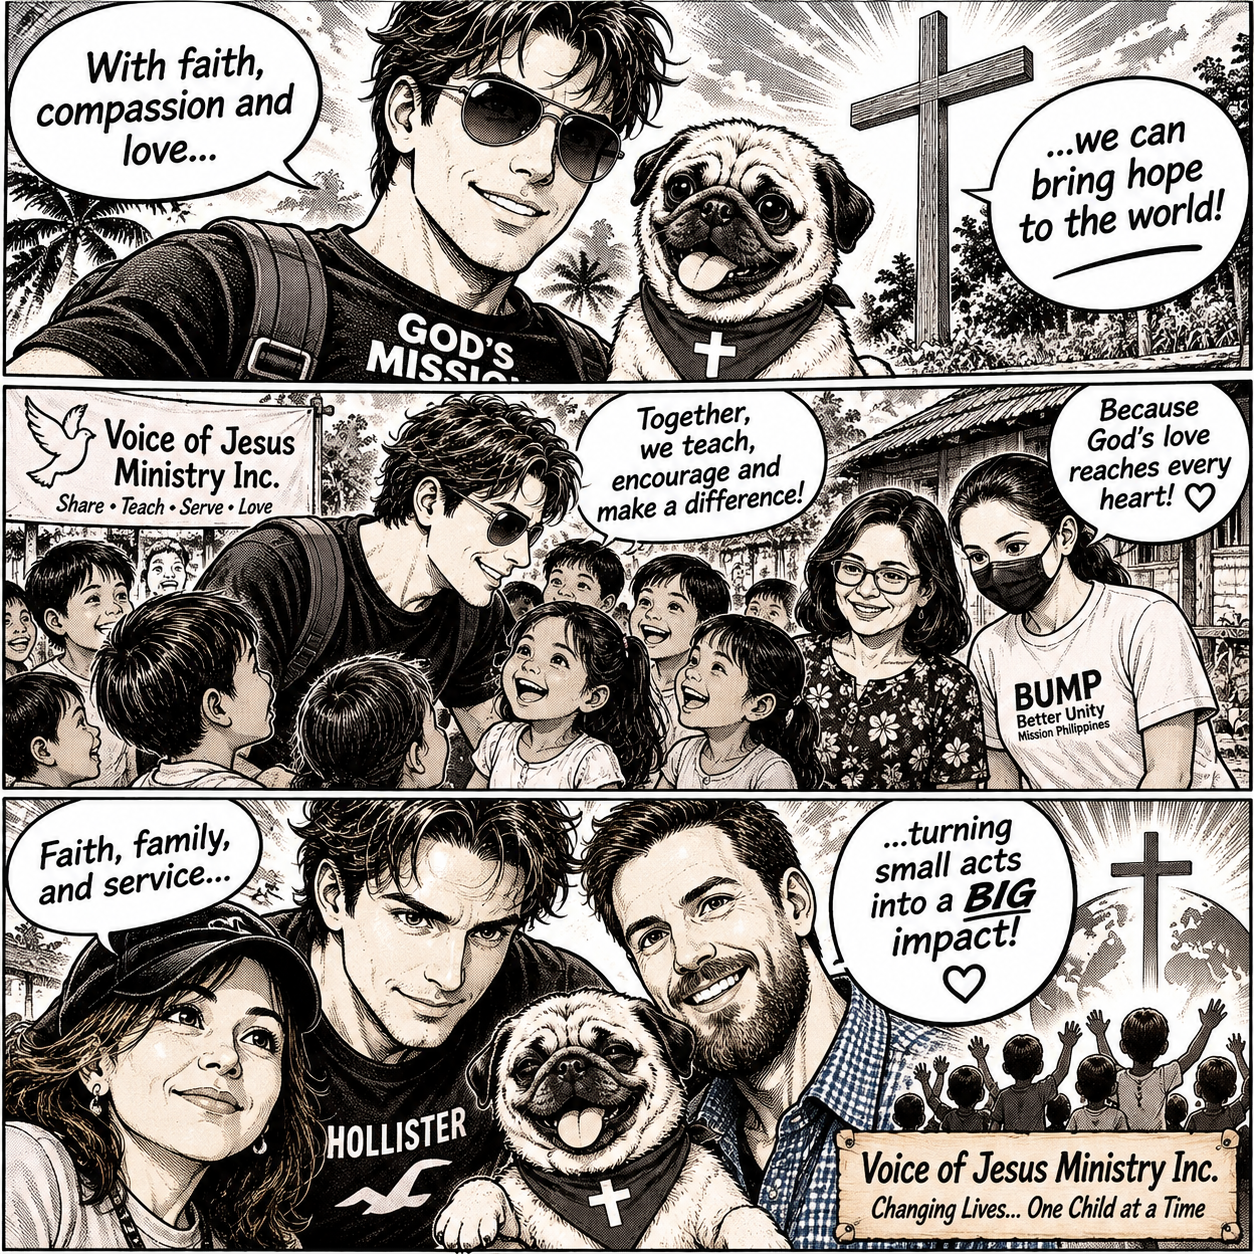 With faith,
compassion and
love...
...we can
bring hope
to the world!
GOD'S
Voice of Jesus
Ministry Inc.
Share • Teach • Serve • Love
Together,
we teach,
encourage and
make a difference!
Because
God's love
reaches every
heart! ♡
BUMP
Better Unity
Mission Philippines
Faith, family,
and service...
...turning
small acts
into a BIG
impact!
♡
HOLLISTER
Voice of Jesus Ministry Inc.
Changing Lives... One Child at a Time